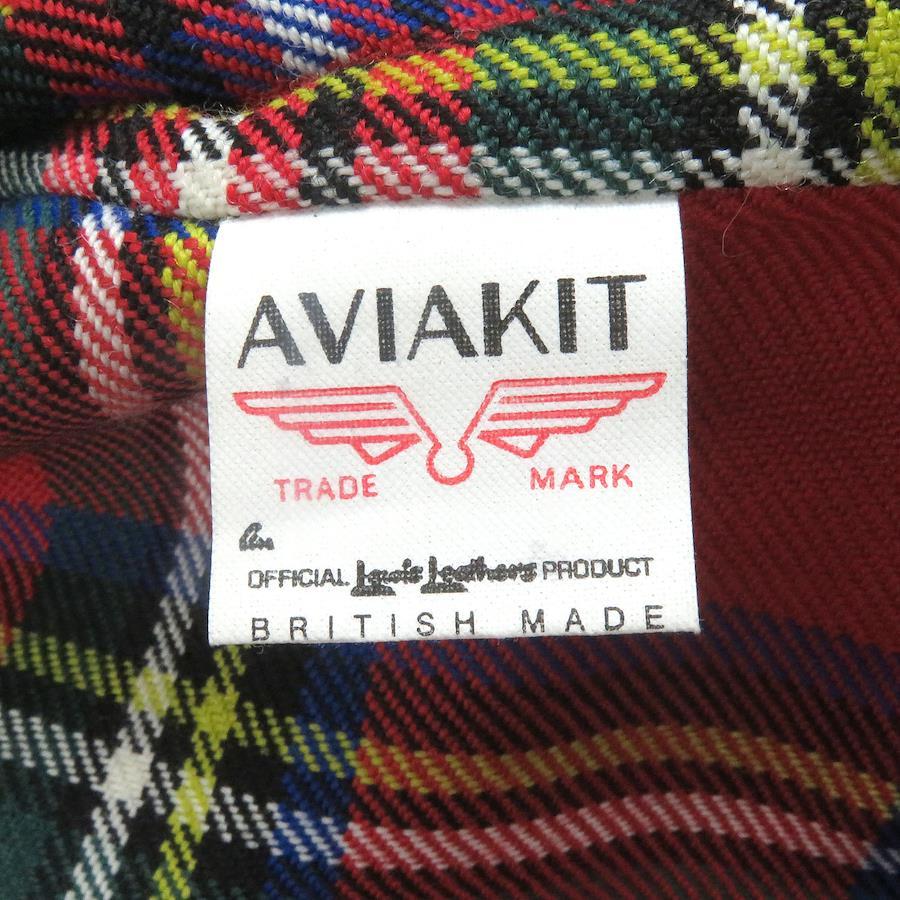 AVIAKIT
TRADE MARK
An
OFFICIAL Lewis Leathers PRODUCT
BRITISH MADE